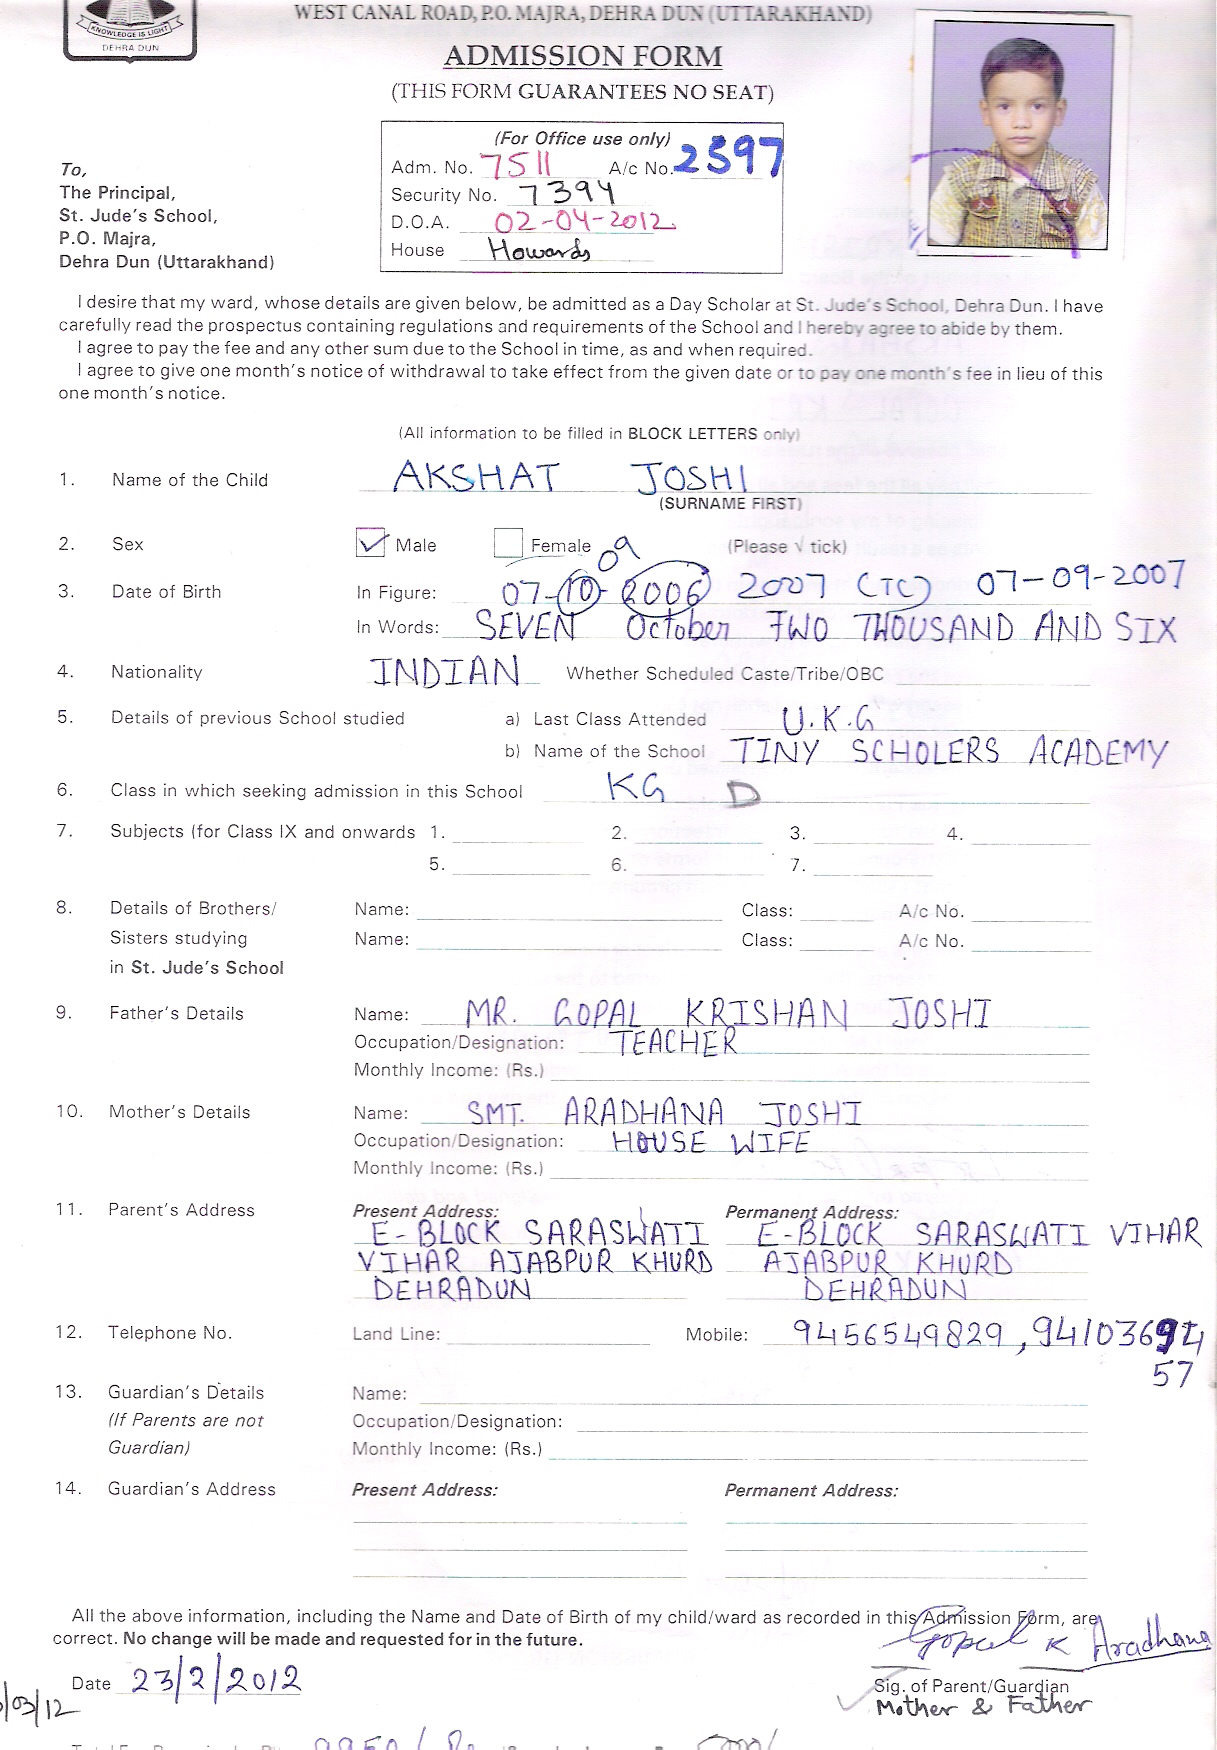 WEST CANAL ROAD, P.O. MAJRA, DEHRA DUN (UTTARAKHAND)
KNOWLEDGE IS LIGHT
DEHRA DUN
ADMISSION FORM
(THIS FORM GUARANTEES NO SEAT)
(For Office use only)
Adm. No. 7511 A/c No. 2397
Security No. 7394
D.O.A. 02-04-2012
House Howards
To,
The Principal,
St. Jude's School,
P.O. Majra,
Dehra Dun (Uttarakhand)
I desire that my ward, whose details are given below, be admitted as a Day Scholar at St. Jude's School, Dehra Dun. I have
carefully read the prospectus containing regulations and requirements of the School and I hereby agree to abide by them.
I agree to pay the fee and any other sum due to the School in time, as and when required.
I agree to give one month's notice of withdrawal to take effect from the given date or to pay one month's fee in lieu of this
one month's notice.
(All information to be filled in BLOCK LETTERS only)
1. Name of the Child AKSHAT JOSHI
(SURNAME FIRST)
2. Sex Male Female (Please √ tick)
09
3. Date of Birth In Figure: 07-10-2006 2007 (TC) 07-09-2007
In Words: SEVEN October TWO THOUSAND AND SIX
4. Nationality INDIAN Whether Scheduled Caste/Tribe/OBC
5. Details of previous School studied a) Last Class Attended U.K.G
b) Name of the School TINY SCHOLERS ACADEMY
6. Class in which seeking admission in this School KG D
7. Subjects (for Class IX and onwards 1. 2. 3. 4.
5. 6. 7.
8. Details of Brothers/ Name: Class: A/c No.
Sisters studying Name: Class: A/c No.
in St. Jude's School
9. Father's Details Name: MR. GOPAL KRISHAN JOSHI
Occupation/Designation: TEACHER
Monthly Income: (Rs.)
10. Mother's Details Name: SMT. ARADHANA JOSHI
Occupation/Designation: HOUSE WIFE
Monthly Income: (Rs.)
11. Parent's Address Present Address: Permanent Address:
E-BLOCK SARASWATI E-BLOCK SARASWATI VIHAR
VIHAR AJABPUR KHURD AJABPUR KHURD
DEHRADUN DEHRADUN
12. Telephone No. Land Line: Mobile: 9456549829, 94103694
57
13. Guardian's Details Name:
(If Parents are not Occupation/Designation:
Guardian) Monthly Income: (Rs.)
14. Guardian's Address Present Address: Permanent Address:
All the above information, including the Name and Date of Birth of my child/ward as recorded in this Admission Form, are
correct. No change will be made and requested for in the future.
Gopal K Aradhana
Date 23/2/2012
Sig. of Parent/Guardian
Mother & Father
/03/12